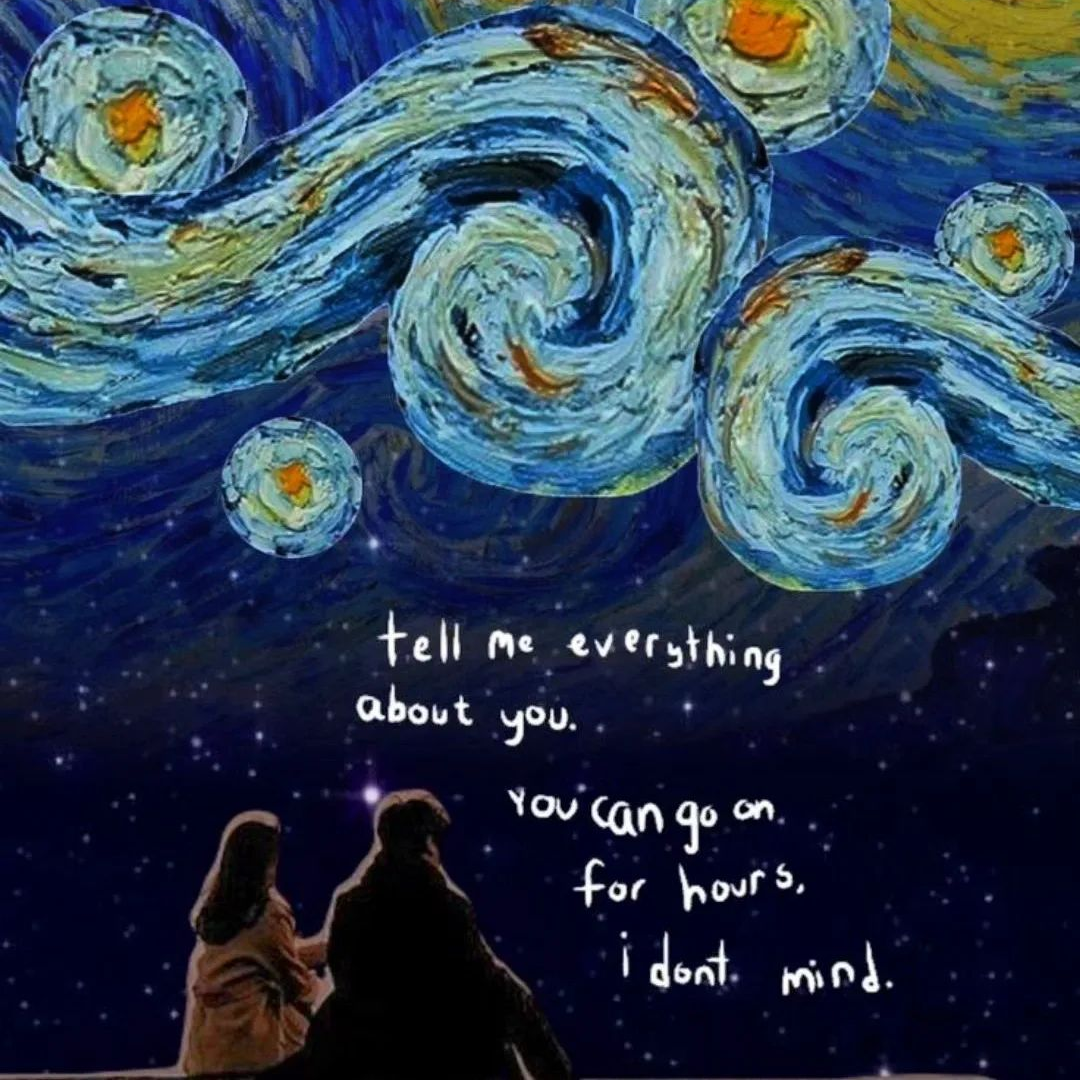 tell me everything
about you.
You can go on
for hours,
i dont mind.